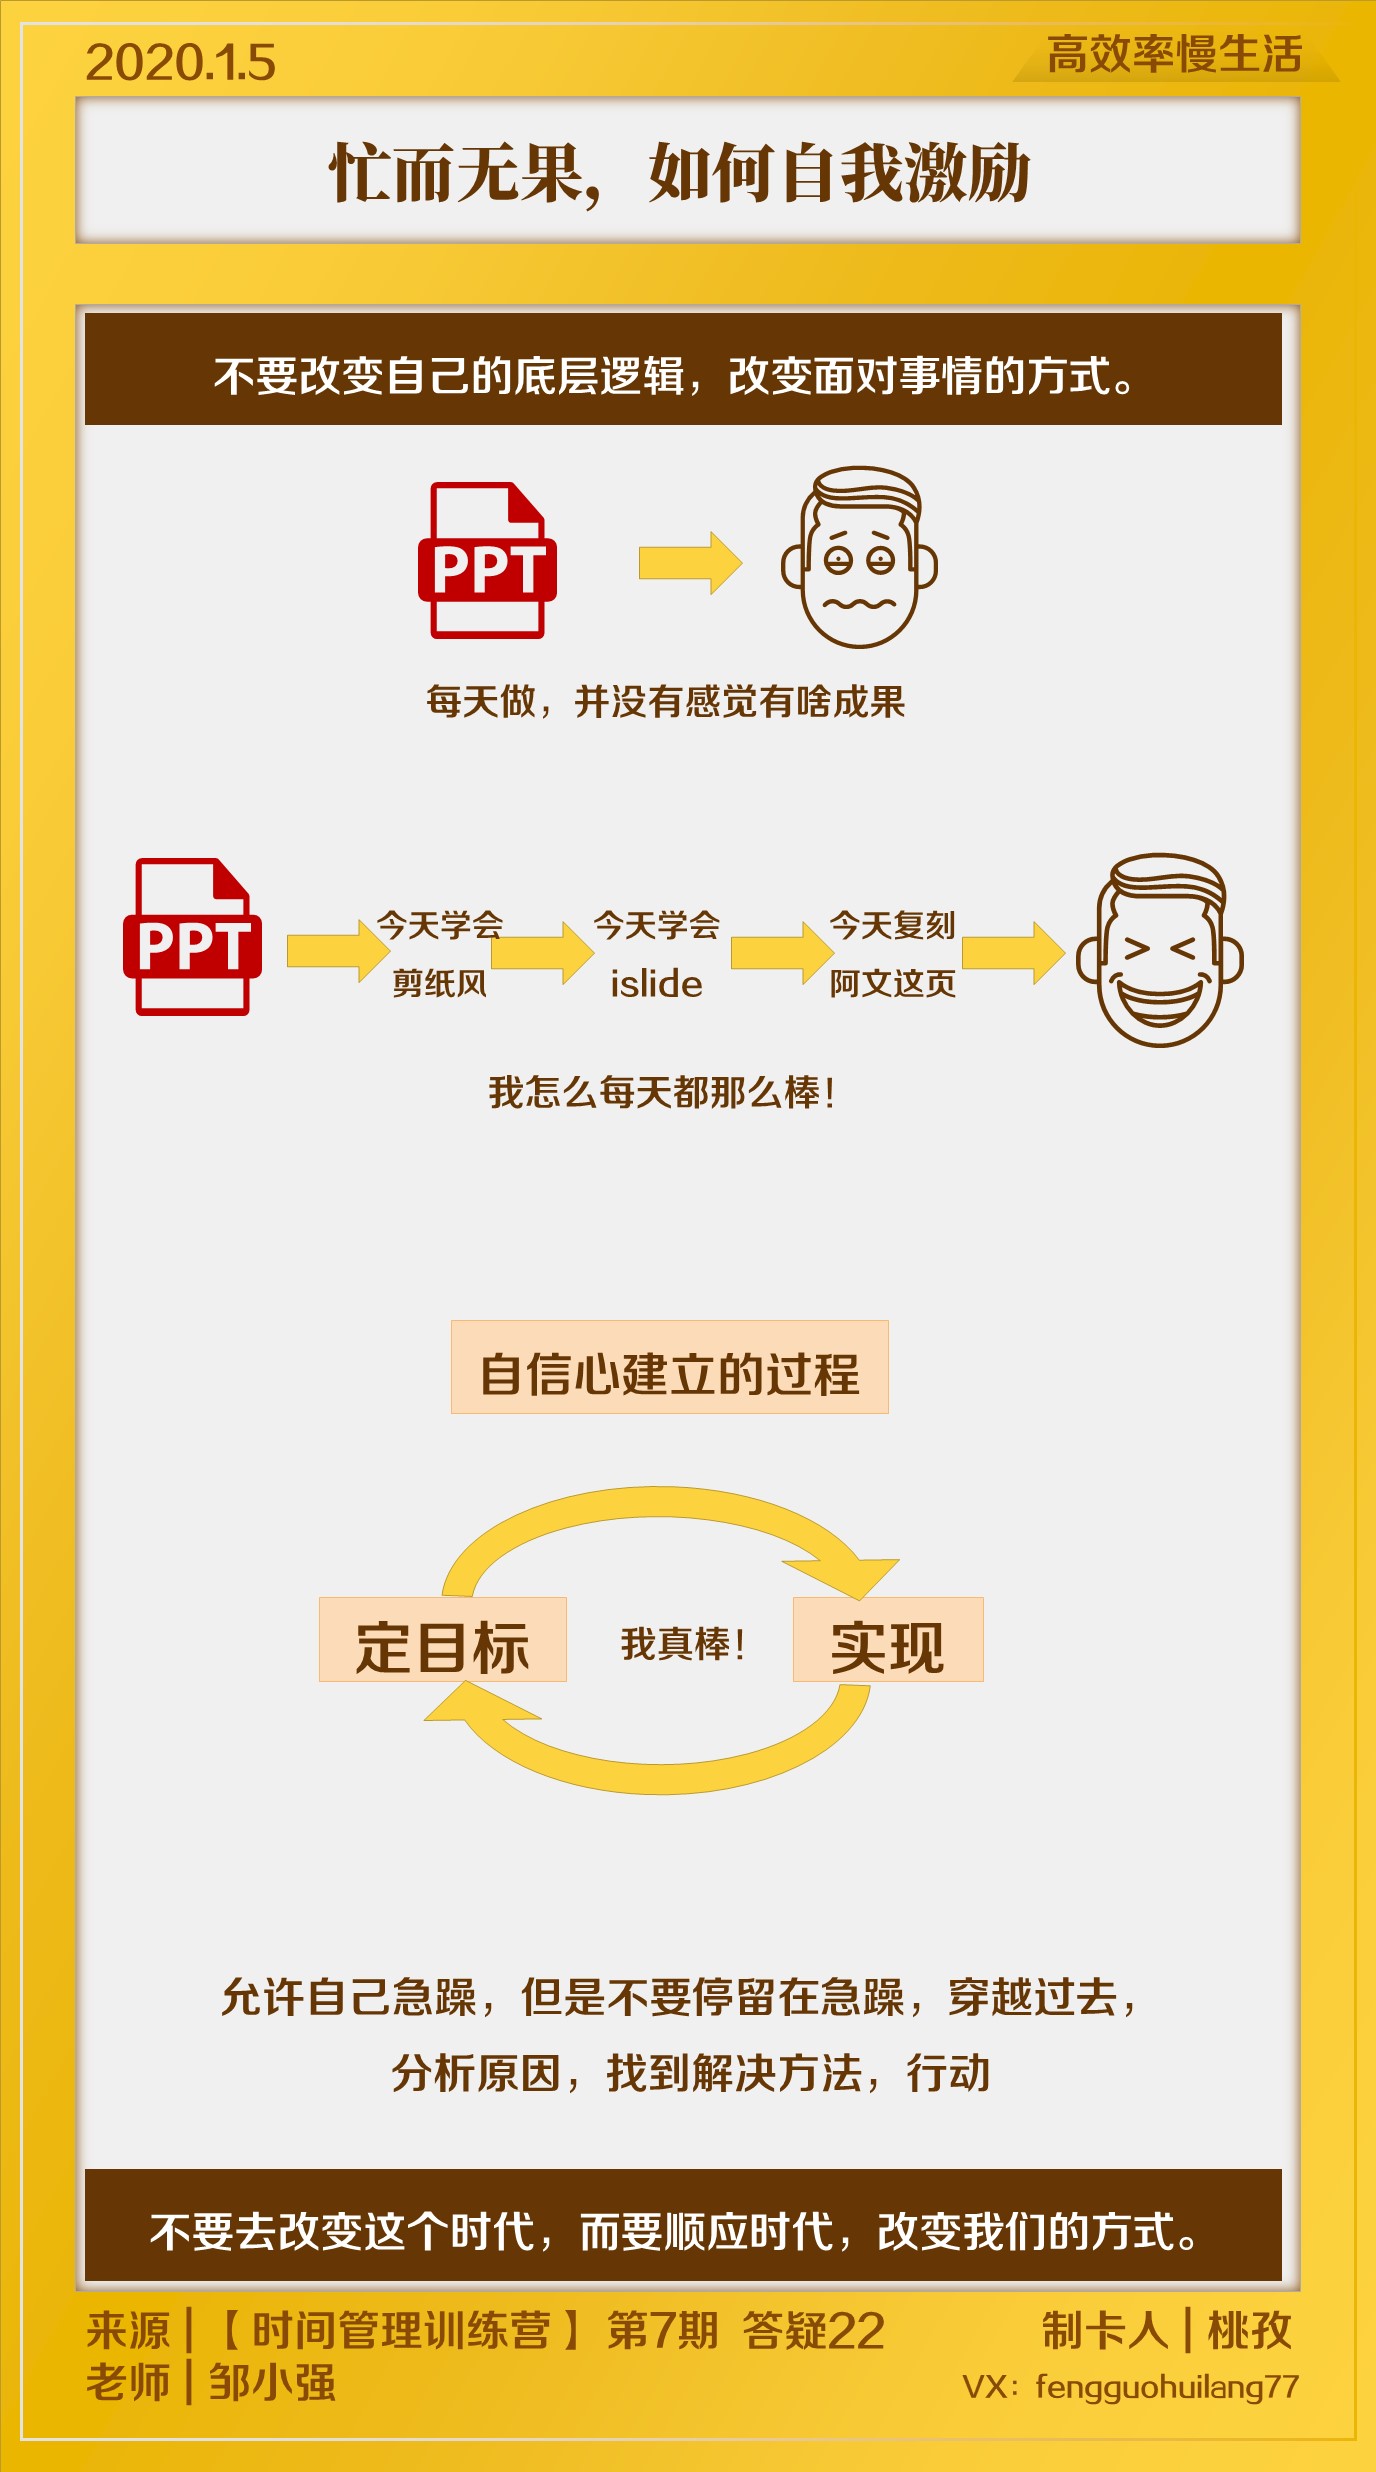 2020.1.5
高效率慢生活
忙而无果，如何自我激励
不要改变自己的底层逻辑，改变面对事情的方式。
PPT
每天做，并没有感觉有啥成果
PPT
今天学会
剪纸风
今天学会
islide
今天复刻
阿文这页
我怎么每天都那么棒！
自信心建立的过程
定目标
我真棒！
实现
允许自己急躁，但是不要停留在急躁，穿越过去，
分析原因，找到解决方法，行动
不要去改变这个时代，而要顺应时代，改变我们的方式。
来源|【时间管理训练营】第7期 答疑22
制卡人|桃孜
老师|邹小强
VX：fengguohuilang77